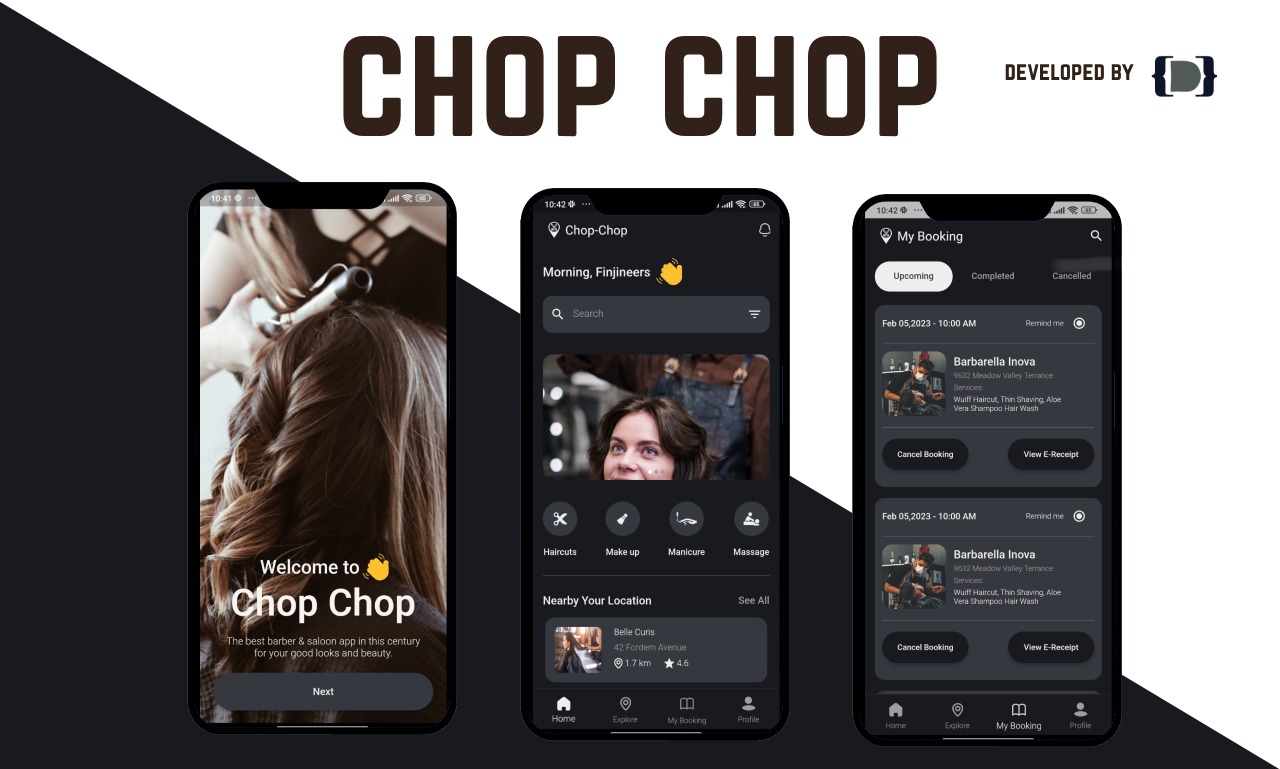 CHOP CHOP
DEVELOPED BY
{D}
10:41
65
Welcome to
Chop Chop
The best barber & saloon app in this century
for your good looks and beauty.
Next
10:42
65
Chop-Chop
Morning, Finjineers
Search
Haircuts Make up Manicure Massage
Nearby Your Location See All
Belle Curis
42 Fordem Avenue
1.7 km 4.6
Home Explore My Booking Profile
10:42
65
My Booking
Upcoming Completed Cancelled
Feb 05,2023 - 10:00 AM Remind me
Barbarella Inova
9632 Meadow Valley Terrance
Services:
Wuiff Haircut, Thin Shaving, Aloe
Vera Shampoo Hair Wash
Cancel Booking View E-Receipt
Feb 05,2023 - 10:00 AM Remind me
Barbarella Inova
9632 Meadow Valley Terrance
Services:
Wuiff Haircut, Thin Shaving, Aloe
Vera Shampoo Hair Wash
Cancel Booking View E-Receipt
Home Explore My Booking Profile